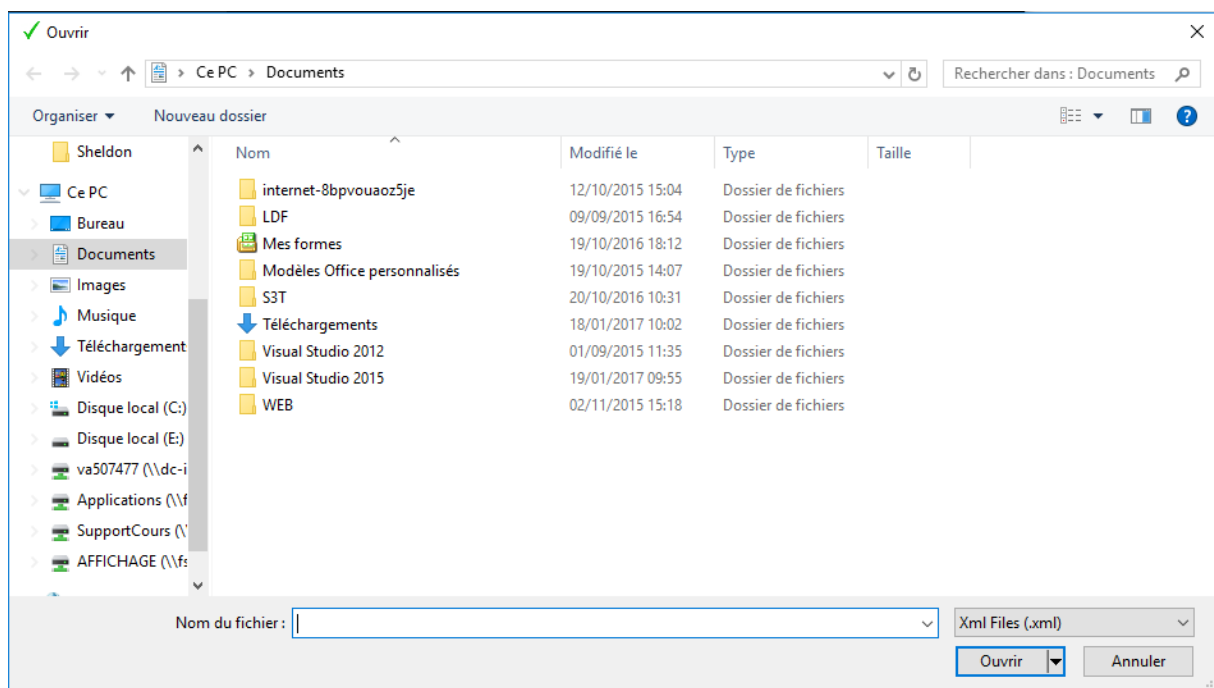 Ouvrir
Ce PC > Documents
Rechercher dans : Documents
Organiser
Nouveau dossier
Nom Modifié le Type Taille
Sheldon
Ce PC
Bureau
Documents
Images
Musique
Téléchargement
Vidéos
Disque local (C:)
Disque local (E:)
va507477 (\\dc-i
Applications (\\f
SupportCours (\
AFFICHAGE (\\fs
internet-8bpvouaoz5je 12/10/2015 15:04 Dossier de fichiers
LDF 09/09/2015 16:54 Dossier de fichiers
Mes formes 19/10/2016 18:12 Dossier de fichiers
Modèles Office personnalisés 19/10/2015 14:07 Dossier de fichiers
S3T 20/10/2016 10:31 Dossier de fichiers
Téléchargements 18/01/2017 10:02 Dossier de fichiers
Visual Studio 2012 01/09/2015 11:35 Dossier de fichiers
Visual Studio 2015 19/01/2017 09:55 Dossier de fichiers
WEB 02/11/2015 15:18 Dossier de fichiers
Nom du fichier :
Xml Files (.xml)
Ouvrir
Annuler